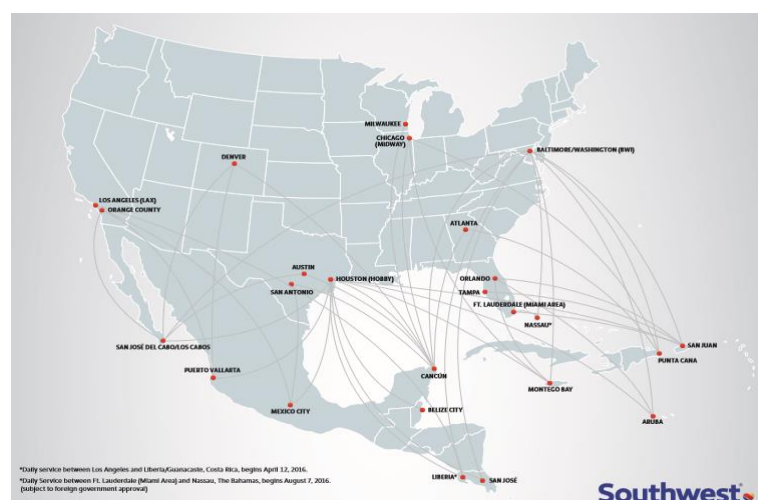 MILWAUKEE
CHICAGO
(MIDWAY)
BALTIMORE/WASHINGTON (BWI)
DENVER
LOS ANGELES (LAX)
ORANGE COUNTY
ATLANTA
AUSTIN
HOUSTON (HOBBY)
ORLANDO
SAN ANTONIO
TAMPA
FT. LAUDERDALE (MIAMI AREA)
NASSAU*
SAN JOSÉ DEL CABO/LOS CABOS
SAN JUAN
PUNTA CANA
PUERTO VALLARTA
CANCÚN
MONTEGO BAY
MEXICO CITY
BELIZE CITY
ARUBA
LIBERIA*
SAN JOSÉ
*Daily service between Los Angeles and Liberia/Guanacaste, Costa Rica, begins April 12, 2016.
*Daily Service between Ft. Lauderdale (Miami Area) and Nassau, The Bahamas, begins August 7, 2016.
(subject to foreign government approval)
Southwest